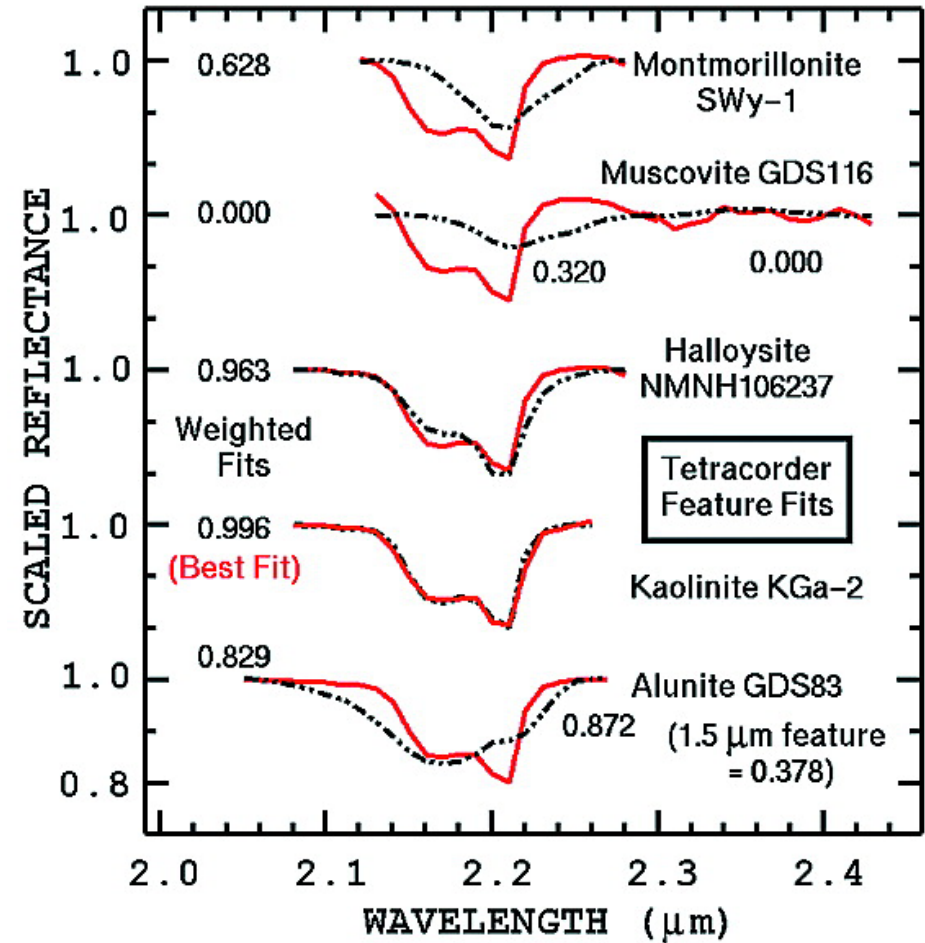 1.0
0.628
Montmorillonite
SWy-1
Muscovite GDS116
1.0
0.000
0.320
0.000
1.0
0.963
Halloysite
NMNH106237
Weighted
Fits
Tetracorder
Feature Fits
1.0
0.996
(Best Fit)
Kaolinite KGa-2
1.0
0.829
Alunite GDS83
0.872
(1.5 μm feature
= 0.378)
0.8
SCALED REFLECTANCE
2.0 2.1 2.2 2.3 2.4
WAVELENGTH (μm)